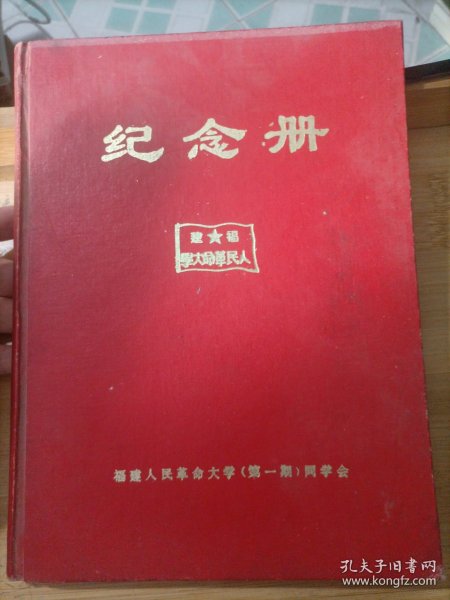 纪念册
福★建
人民革命大學
福建人民革命大学（第一期）同学会
孔夫子旧书网
www.kongfz.com